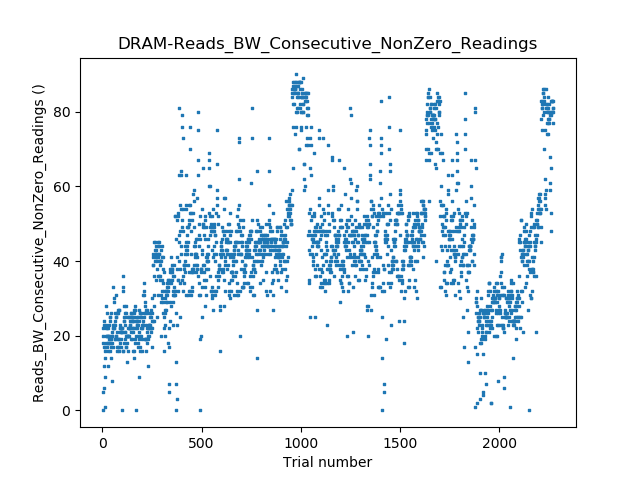 DRAM-Reads_BW_Consecutive_NonZero_Readings
Reads_BW_Consecutive_NonZero_Readings ()
80
60
40
20
0
0 500 1000 1500 2000
Trial number